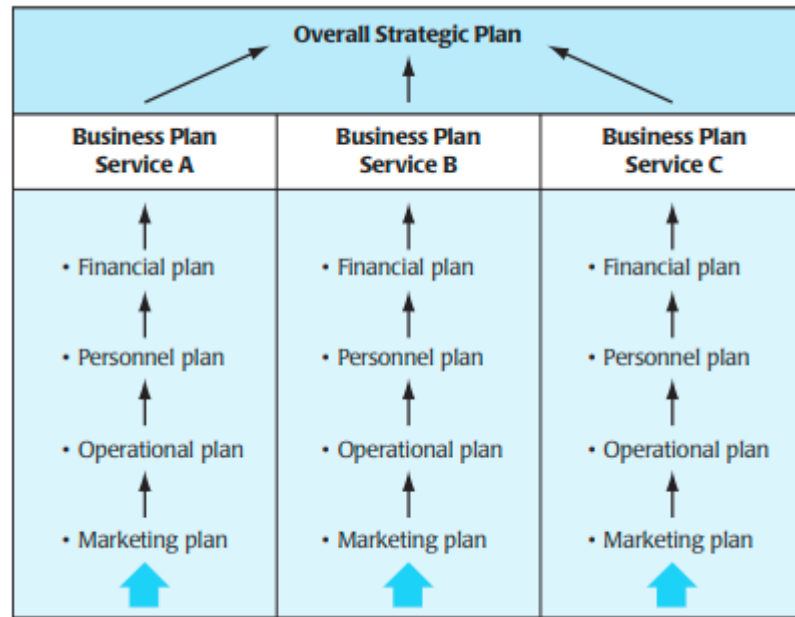 Overall Strategic Plan
Business Plan
Service A
Business Plan
Service B
Business Plan
Service C
• Financial plan
• Financial plan
• Financial plan
• Personnel plan
• Personnel plan
• Personnel plan
• Operational plan
• Operational plan
• Operational plan
• Marketing plan
• Marketing plan
• Marketing plan